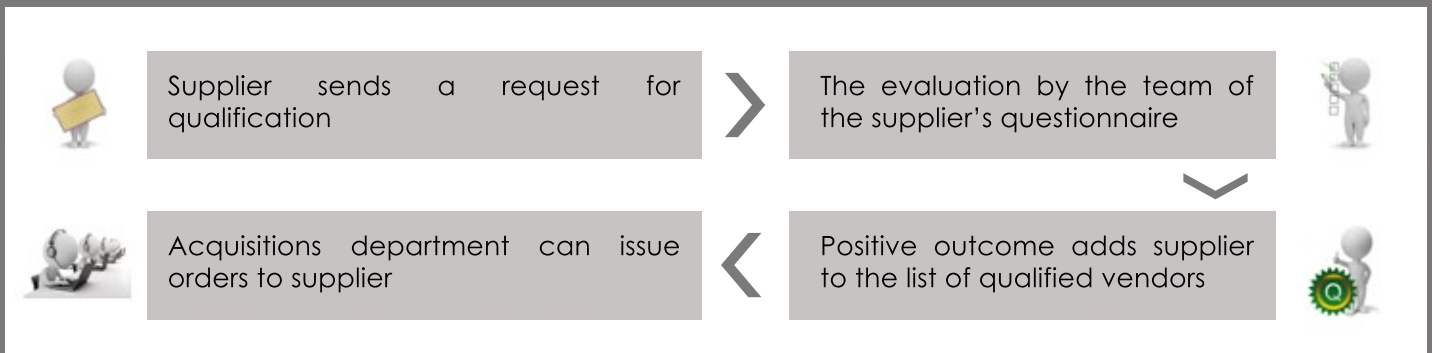 Supplier sends a request for
qualification
The evaluation by the team of
the supplier's questionnaire
Positive outcome adds supplier
to the list of qualified vendors
Q
Acquisitions department can issue
orders to supplier